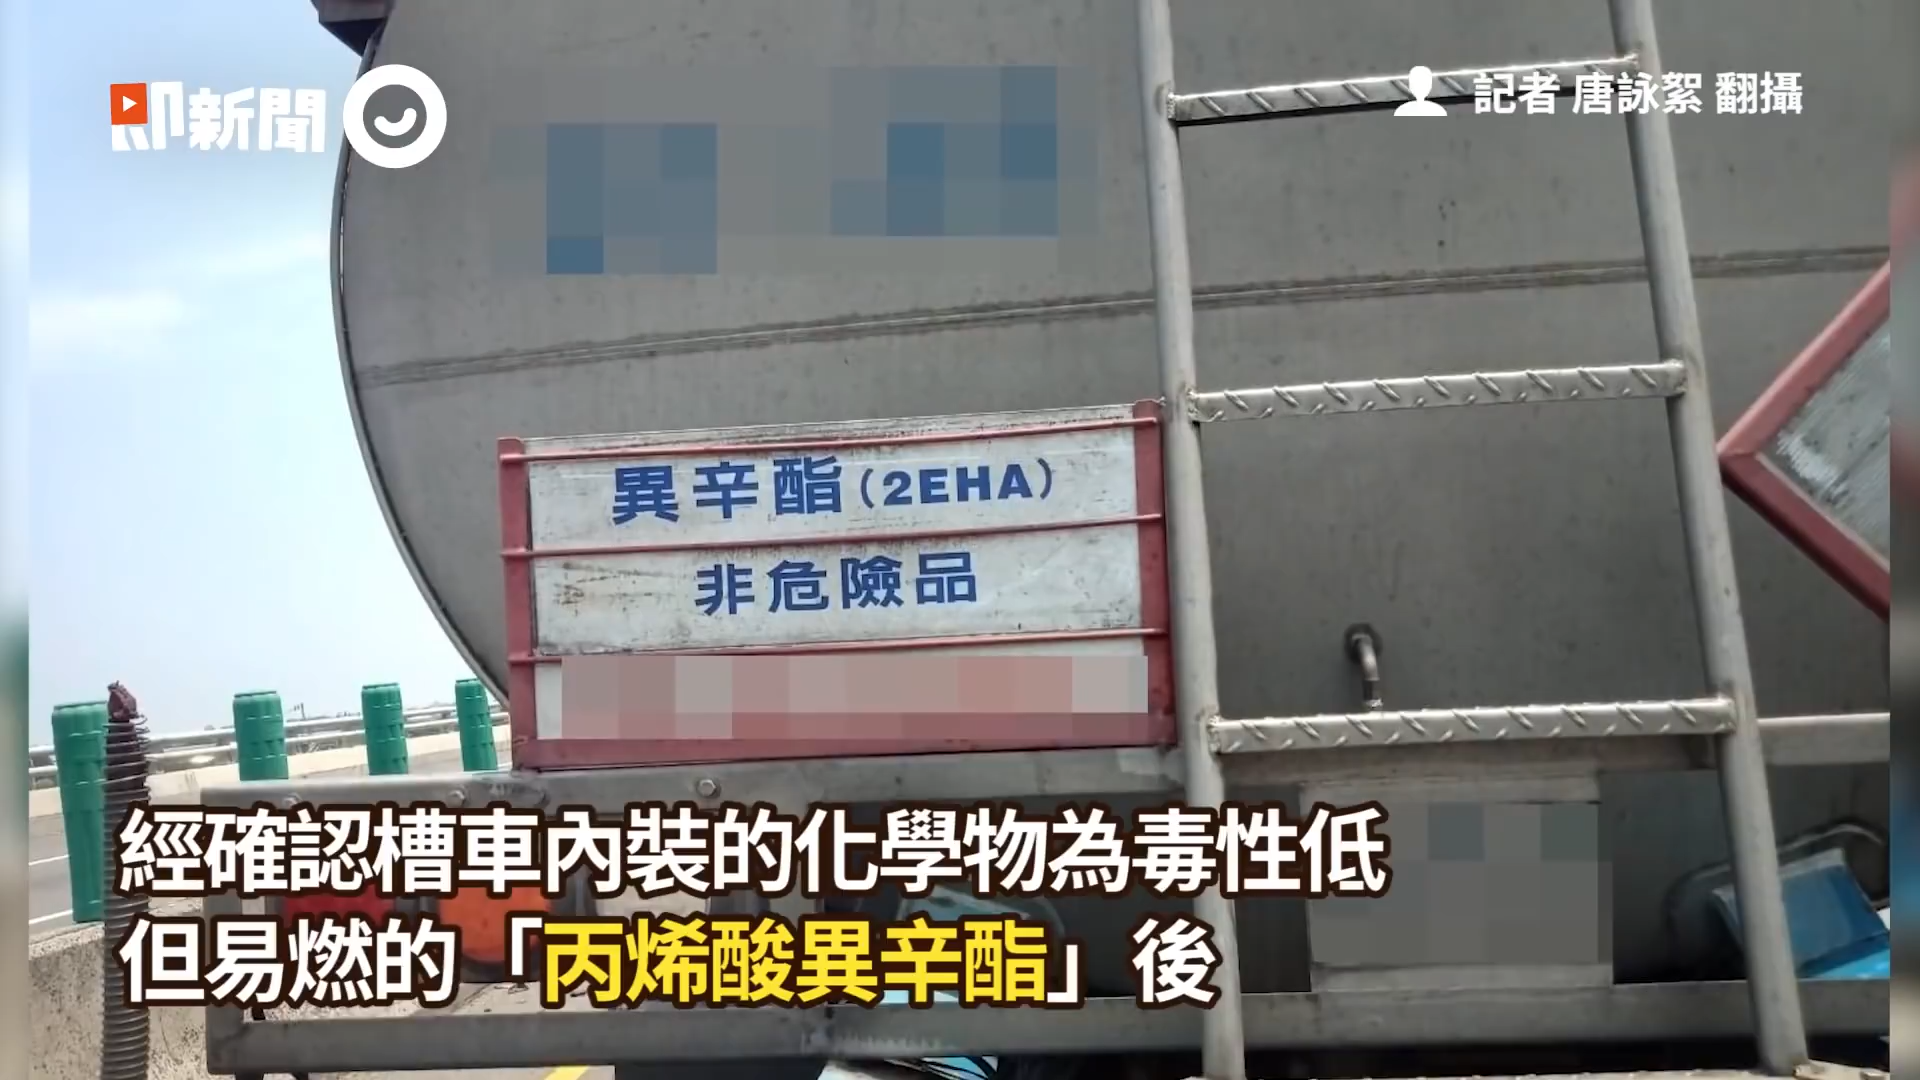 即新聞
記者 唐詠絮 翻攝
異辛酯(2EHA)
非危險品
經確認槽車內裝的化學物為毒性低
但易燃的「丙烯酸異辛酯」後